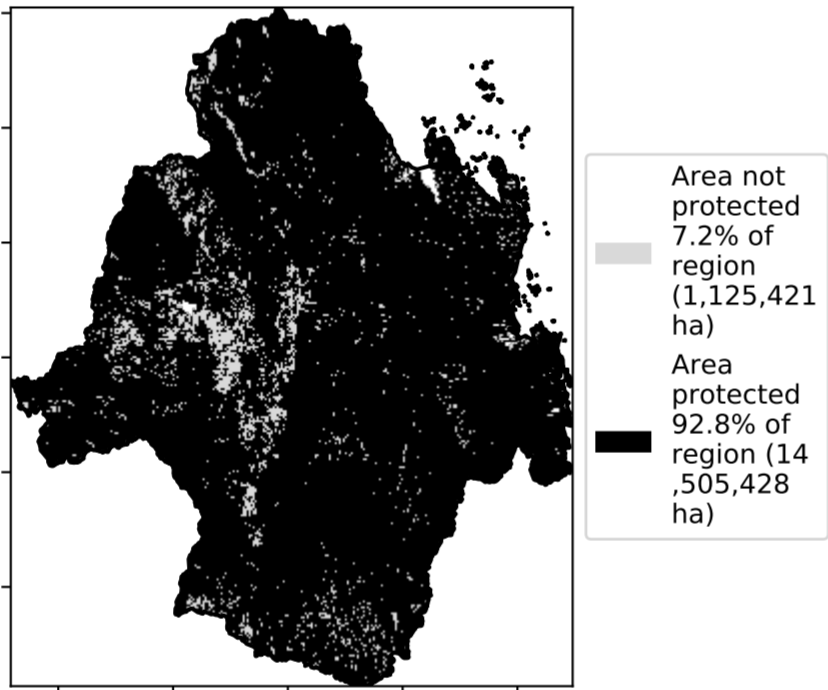 Area not
protected
7.2% of
region
(1,125,421
ha)
Area
protected
92.8% of
region (14
,505,428
ha)